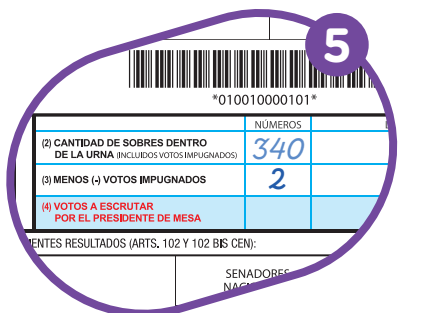 5
*010010000101*
NÚMEROS
(2) CANTIDAD DE SOBRES DENTRO
DE LA URNA (INCLUIDOS VOTOS IMPUGNADOS)
340
(3) MENOS (-) VOTOS IMPUGNADOS
2
(4) VOTOS A ESCRUTAR
POR EL PRESIDENTE DE MESA
RESULTADOS (ARTS. 102 Y 102 BIS CEN):
SENADORES